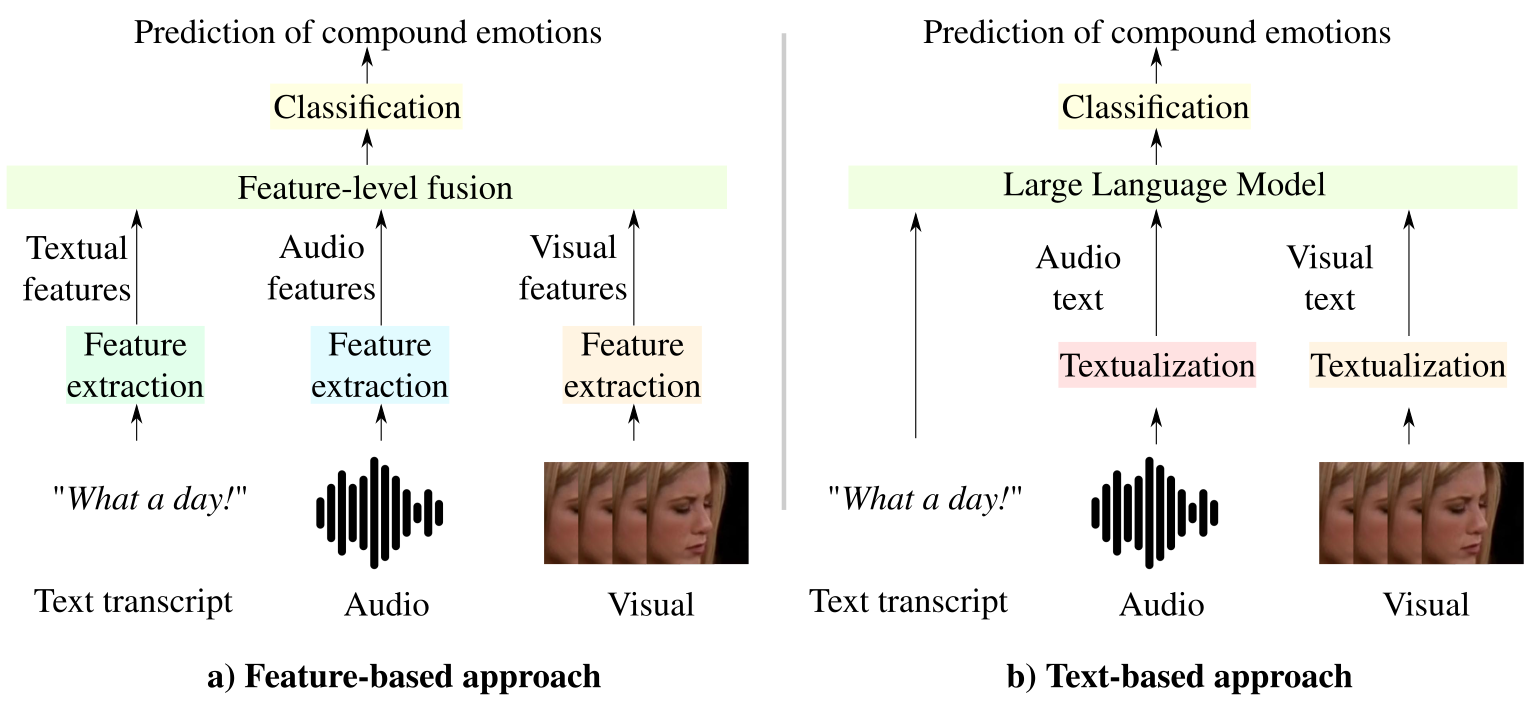 Prediction of compound emotions
Classification
Feature-level fusion
Textual
features
Audio
features
Visual
features
Feature
extraction
Feature
extraction
Feature
extraction
"What a day!"
Text transcript
Audio
Visual
a) Feature-based approach
Prediction of compound emotions
Classification
Large Language Model
Audio
text
Visual
text
Textualization
Textualization
"What a day!"
Text transcript
Audio
Visual
b) Text-based approach